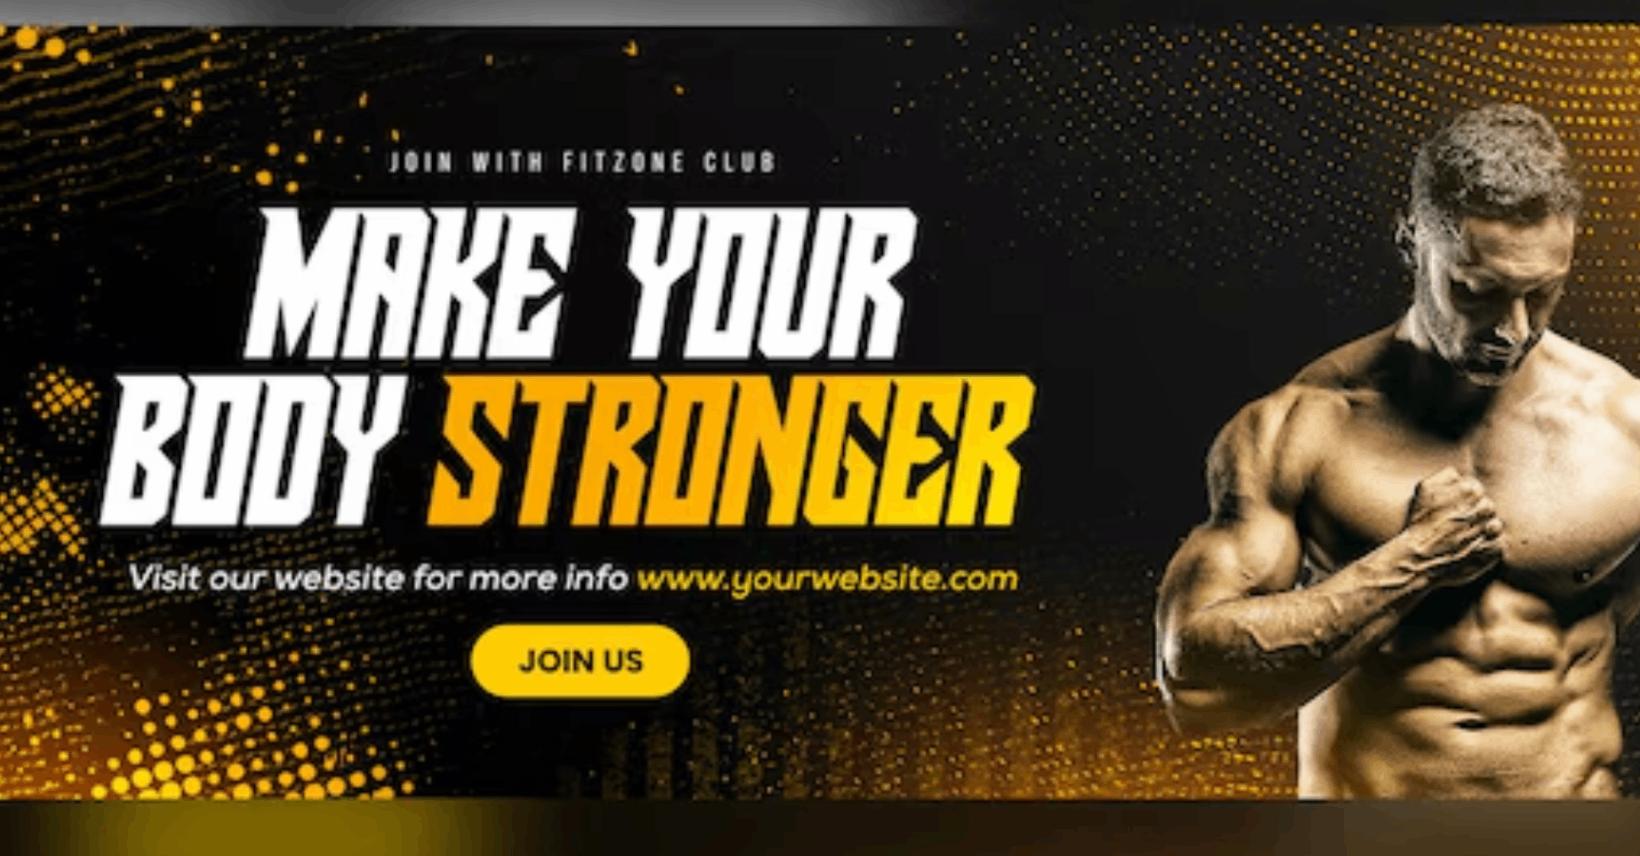 JOIN WITH FITZONE CLUB
MAKE YOUR
BODY STRONGER
Visit our website for more info www.yourwebsite.com
JOIN US